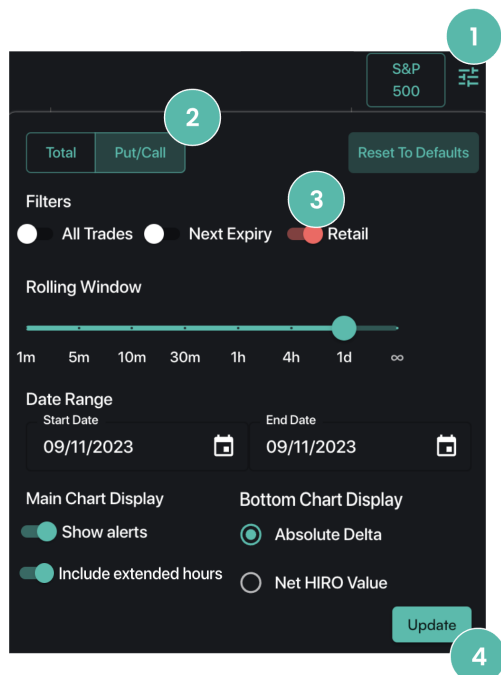 1
S&P
500
2
Total Put/Call Reset To Defaults
Filters
3
All Trades Next Expiry Retail
Rolling Window
1m 5m 10m 30m 1h 4h 1d ∞
Date Range
Start Date End Date
09/11/2023 09/11/2023
Main Chart Display Bottom Chart Display
Show alerts Absolute Delta
Include extended hours Net HIRO Value
Update
4